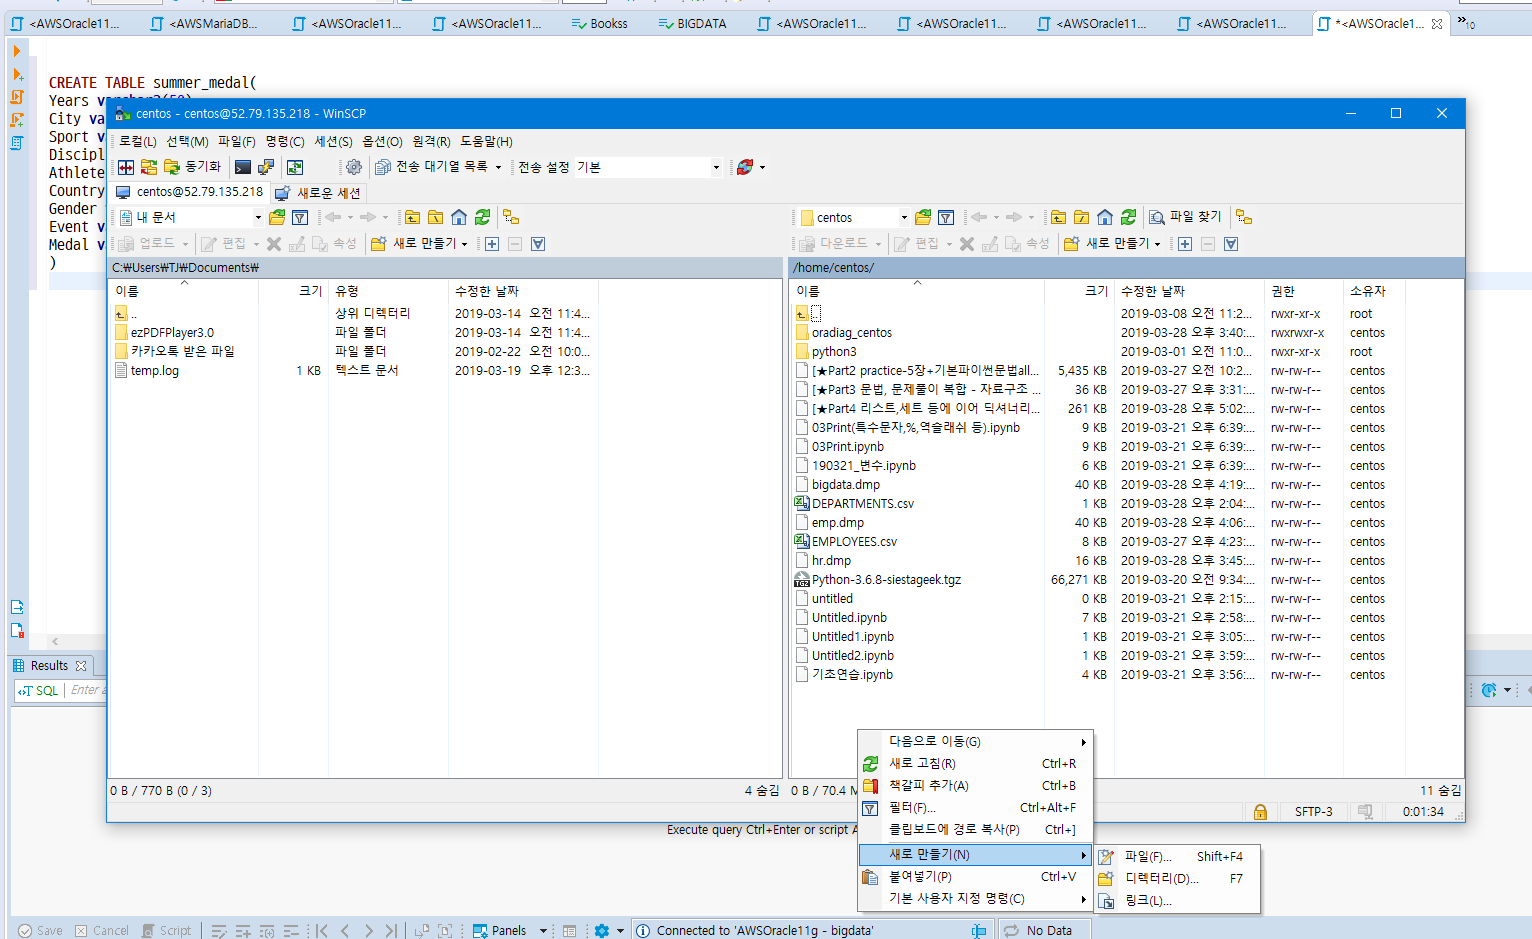 <AWSOracle11...
<AWSMariaDB...
<AWSOracle11...
<AWSOracle11...
Bookss
BIGDATA
<AWSOracle11...
<AWSOracle11...
<AWSOracle11...
<AWSOracle11...
*<AWSOracle11...
»10
CREATE TABLE summer_medal(
Years
City va
Sport v
Discipl
Athlete
Country
Gender
Event v
Medal v
)
centos - centos@52.79.135.218 - WinSCP
로컬(L) 선택(M) 파일(F) 명령(C) 세션(S) 옵션(O) 원격(R) 도움말(H)
동기화 전송 대기열 목록 전송 설정 기본
centos@52.79.135.218 새로운 세션
내 문서
업로드 편집 속성 새로 만들기
centos 파일 찾기
다운로드 편집 속성 새로 만들기
C:₩Users₩TJ₩Documents₩
이름 크기 유형 수정한 날짜
.. 상위 디렉터리 2019-03-14 오전 11:4...
ezPDFPlayer3.0 파일 폴더 2019-03-14 오전 11:4...
카카오톡 받은 파일 파일 폴더 2019-02-22 오전 10:0...
temp.log 1 KB 텍스트 문서 2019-03-19 오후 12:3...
0 B / 770 B (0 / 3) 4 숨김
/home/centos/
이름 크기 수정한 날짜 권한 소유자
.. 2019-03-08 오전 11:2... rwxr-xr-x root
oradiag_centos 2019-03-28 오후 3:40:... rwxrwxr-x centos
python3 2019-03-01 오전 11:0... rwxr-xr-x root
[★Part2 practice-5장+기본파이썬문법all... 5,435 KB 2019-03-27 오전 10:2... rw-rw-r-- centos
[★Part3 문법, 문제풀이 복합 - 자료구조 ... 36 KB 2019-03-27 오후 3:31:... rw-rw-r-- centos
[★Part4 리스트,세트 등에 이어 딕셔너리... 261 KB 2019-03-28 오후 5:02:... rw-rw-r-- centos
03Print(특수문자,%,역슬래쉬 등).ipynb 9 KB 2019-03-21 오후 6:39:... rw-rw-r-- centos
03Print.ipynb 9 KB 2019-03-21 오후 6:39:... rw-rw-r-- centos
190321_변수.ipynb 6 KB 2019-03-21 오후 6:39:... rw-rw-r-- centos
bigdata.dmp 40 KB 2019-03-28 오후 4:19:... rw-rw-r-- centos
DEPARTMENTS.csv 1 KB 2019-03-28 오후 2:04:... rw-rw-r-- centos
emp.dmp 40 KB 2019-03-28 오후 4:06:... rw-rw-r-- centos
EMPLOYEES.csv 8 KB 2019-03-27 오후 4:23:... rw-rw-r-- centos
hr.dmp 16 KB 2019-03-28 오후 3:45:... rw-rw-r-- centos
Python-3.6.8-siestageek.tgz 66,271 KB 2019-03-20 오전 9:34:... rw-rw-r-- centos
untitled 0 KB 2019-03-21 오후 2:15:... rw-rw-r-- centos
Untitled.ipynb 7 KB 2019-03-21 오후 2:58:... rw-rw-r-- centos
Untitled1.ipynb 1 KB 2019-03-21 오후 3:05:... rw-rw-r-- centos
Untitled2.ipynb 1 KB 2019-03-21 오후 3:59:... rw-rw-r-- centos
기초연습.ipynb 4 KB 2019-03-21 오후 3:56:... rw-rw-r-- centos
0 B / 70.4 M 11 숨김
SFTP-3 0:01:34
다음으로 이동(G)
새로 고침(R) Ctrl+R
책갈피 추가(A) Ctrl+B
필터(F)... Ctrl+Alt+F
클립보드에 경로 복사(P) Ctrl+]
새로 만들기(N)
붙여넣기(P) Ctrl+V
기본 사용자 지정 명령(C)
파일(F)... Shift+F4
디렉터리(D)... F7
링크(L)...
Results
SQL Enter a
Execute query Ctrl+Enter or script A
Save Cancel Script Panels Connected to 'AWSOracle11g - bigdata' No Data